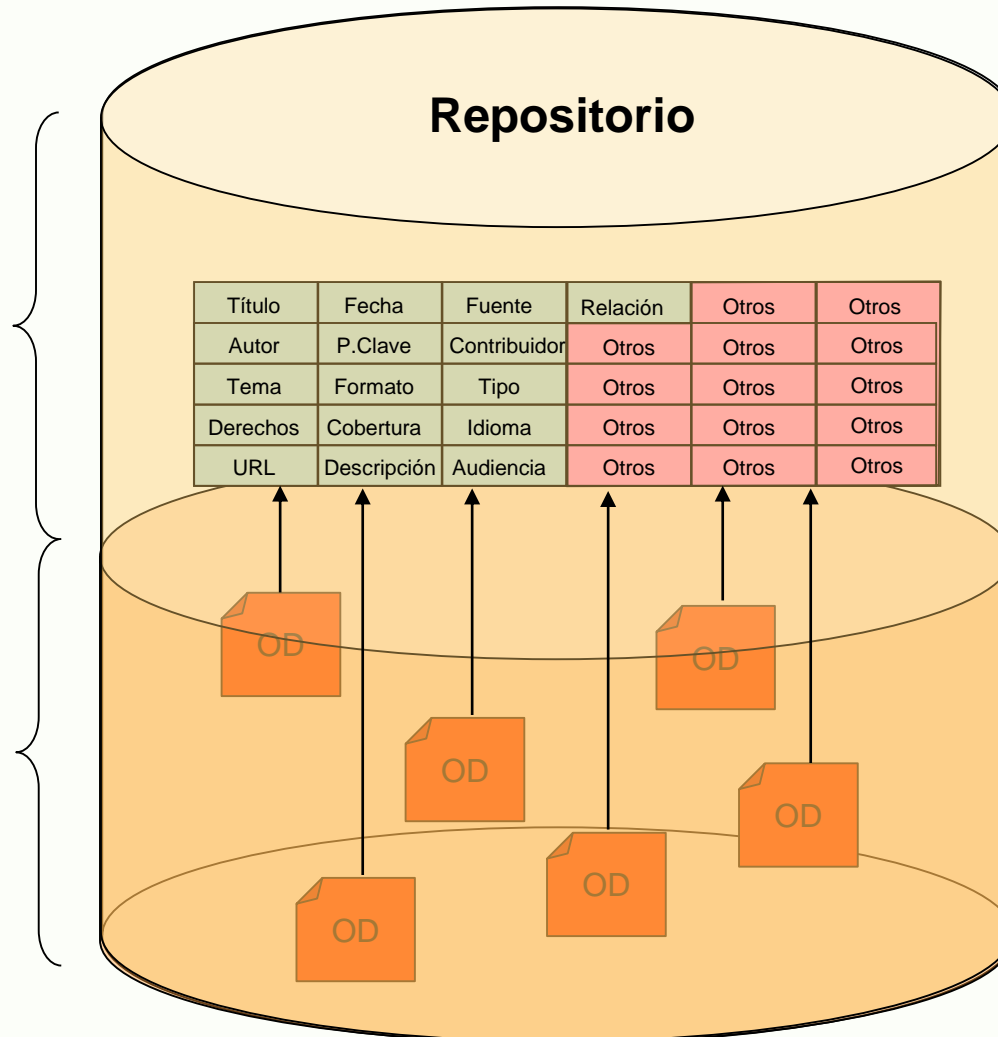 Repositorio
Título Fecha Fuente Relación Otros Otros
Autor P.Clave Contribuidor Otros Otros Otros
Tema Formato Tipo Otros Otros Otros
Derechos Cobertura Idioma Otros Otros Otros
URL Descripción Audiencia Otros Otros Otros
OD
OD
OD
OD
OD
OD